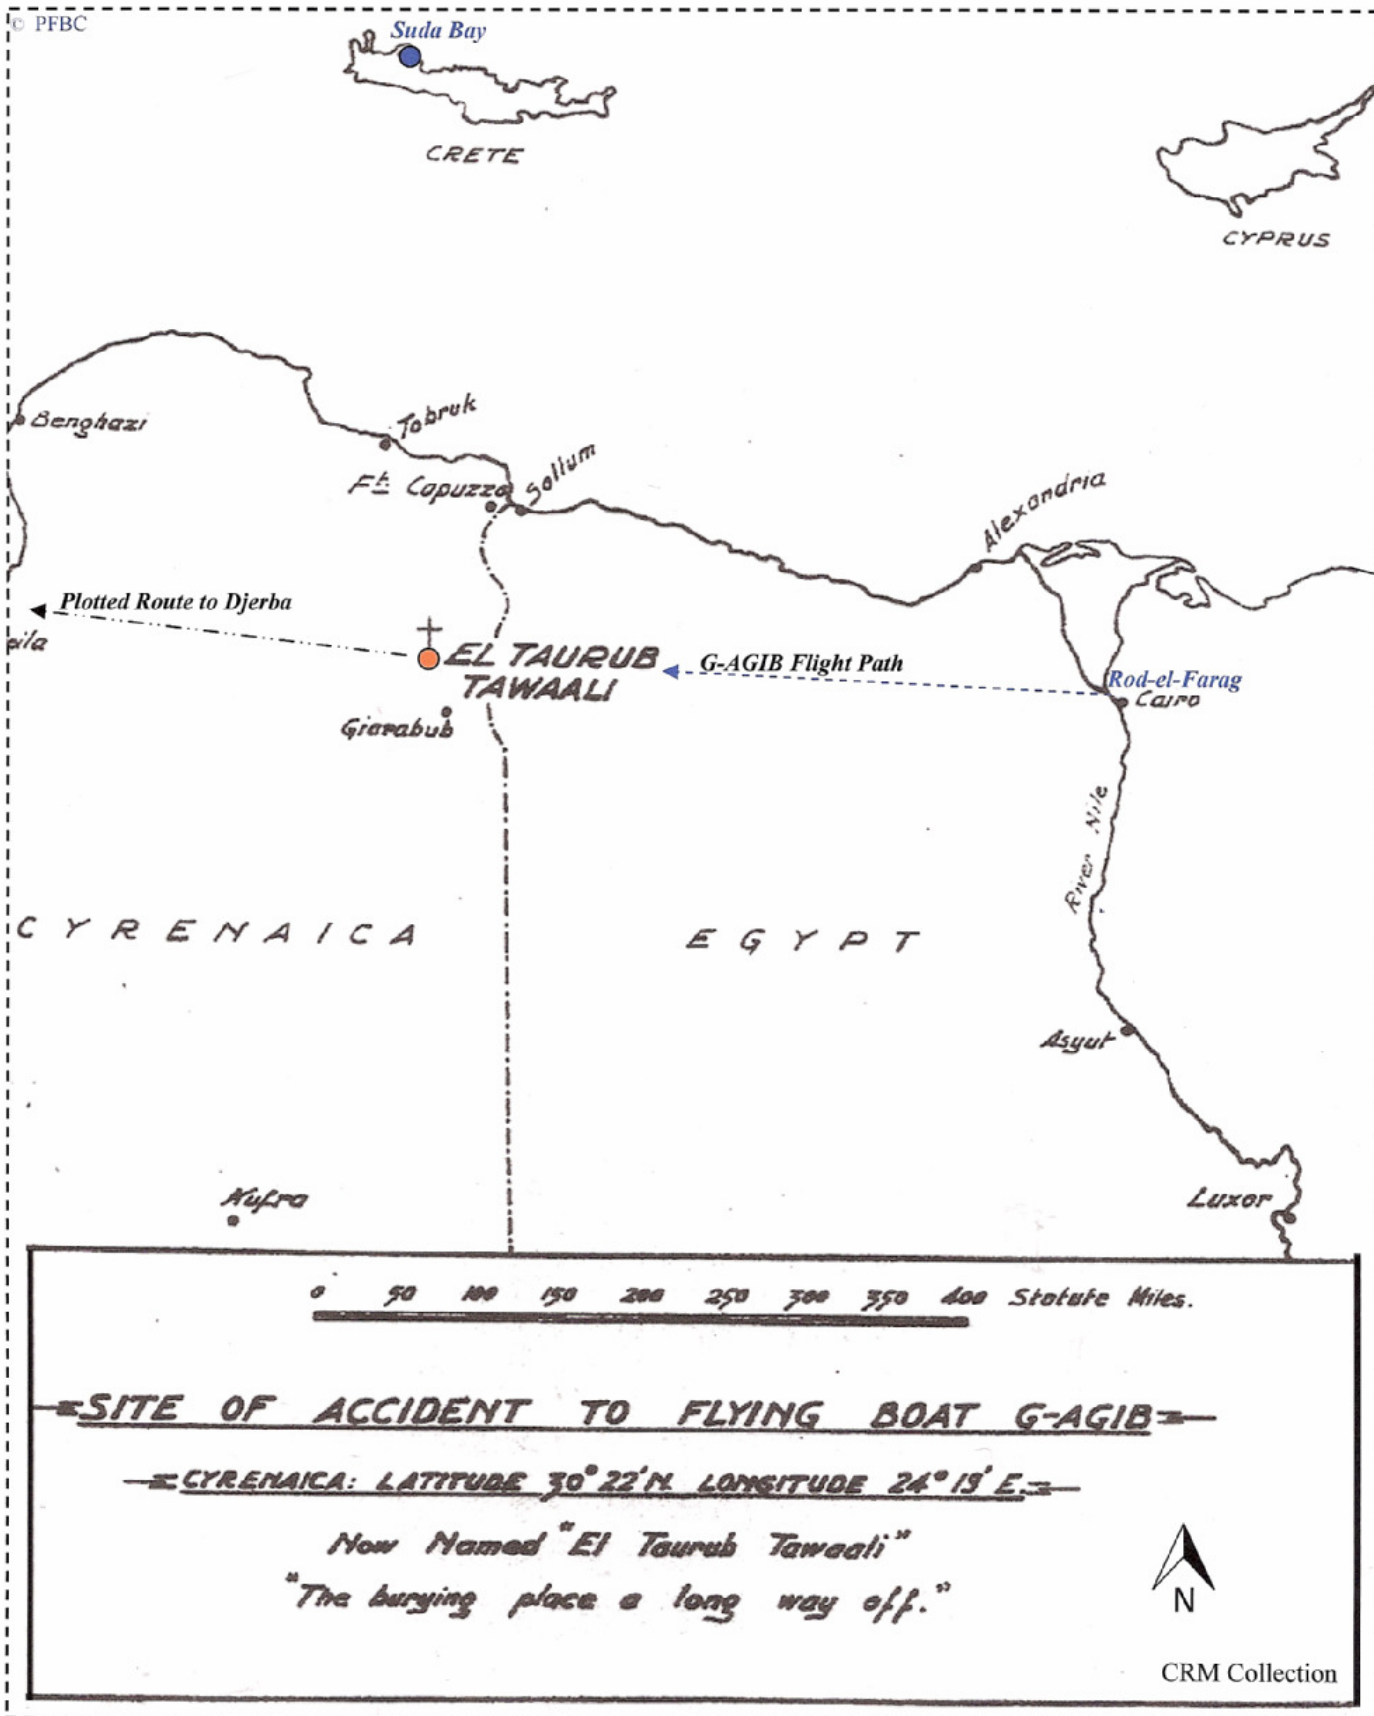 © PFBC
Suda Bay
CRETE
CYPRUS
Benghazi
Tobruk
Ft. Capuzzo
Sollum
Alexandria
Plotted Route to Djerba
eila
EL TAURUB
TAWAALI
G-AGIB Flight Path
Rod-el-Farag
Cairo
Giarabub
River Nile
CYRENAICA
EGYPT
Asyut
Kufra
Luxor
0 50 100 150 200 250 300 350 400 Statute Miles.
SITE OF ACCIDENT TO FLYING BOAT G-AGIB
CYRENAICA: LATITUDE 30° 22' N. LONGITUDE 24° 19' E.
Now Named "El Taurub Tawaali"
"The burying place a long way off."
N
CRM Collection